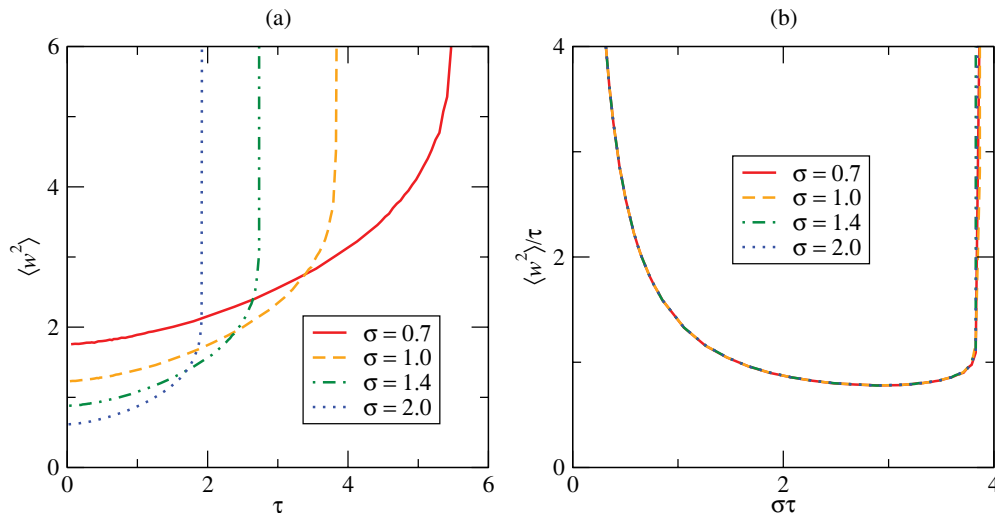 (a)
6
4
2
0
⟨w²⟩
0
2
4
6
τ
σ = 0.7
σ = 1.0
σ = 1.4
σ = 2.0
(b)
4
2
0
⟨w²⟩/τ
0
2
4
στ
σ = 0.7
σ = 1.0
σ = 1.4
σ = 2.0